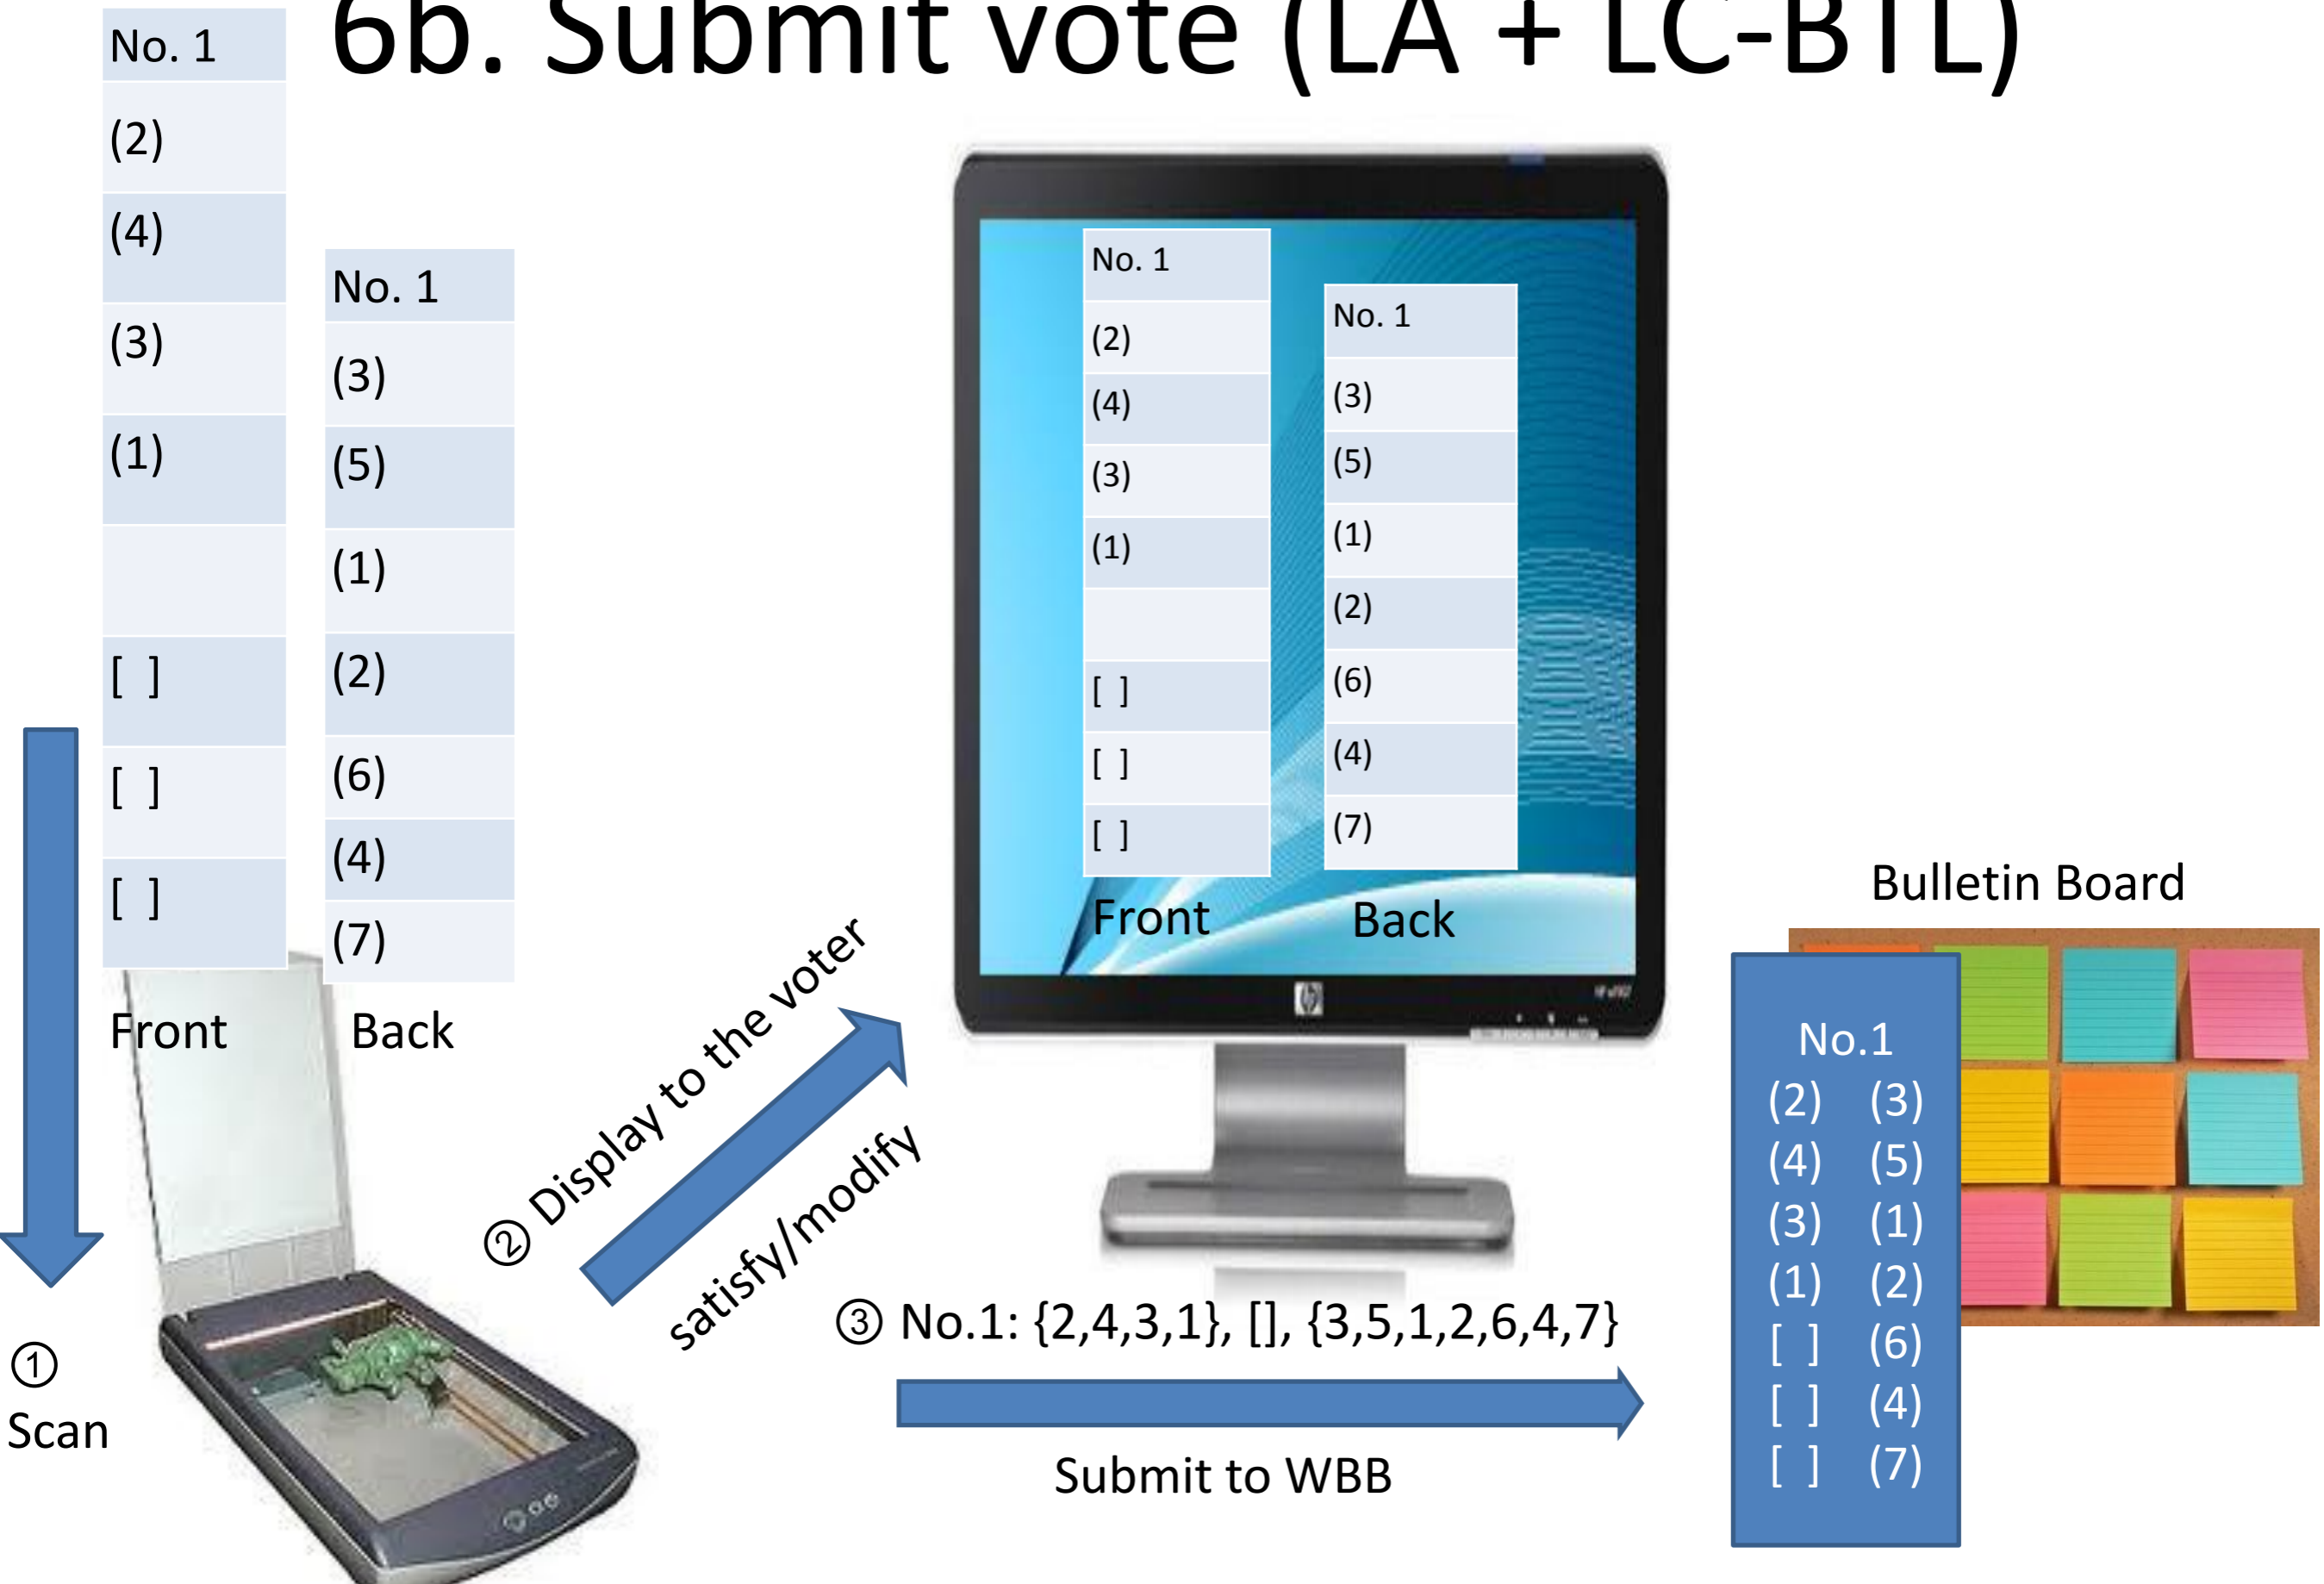 6b. Submit vote (LA + LC-BTL)
No. 1
(2)
(4)
(3)
(1)
[ ]
[ ]
[ ]
Front
No. 1
(3)
(5)
(1)
(2)
(6)
(4)
(7)
Back
①
Scan
② Display to the voter
satisfy/modify
No. 1
(2)
(4)
(3)
(1)
[ ]
[ ]
[ ]
Front
No. 1
(3)
(5)
(1)
(2)
(6)
(4)
(7)
Back
hp
③ No.1: {2,4,3,1}, [], {3,5,1,2,6,4,7}
Submit to WBB
Bulletin Board
No.1
(2) (3)
(4) (5)
(3) (1)
(1) (2)
[ ] (6)
[ ] (4)
[ ] (7)